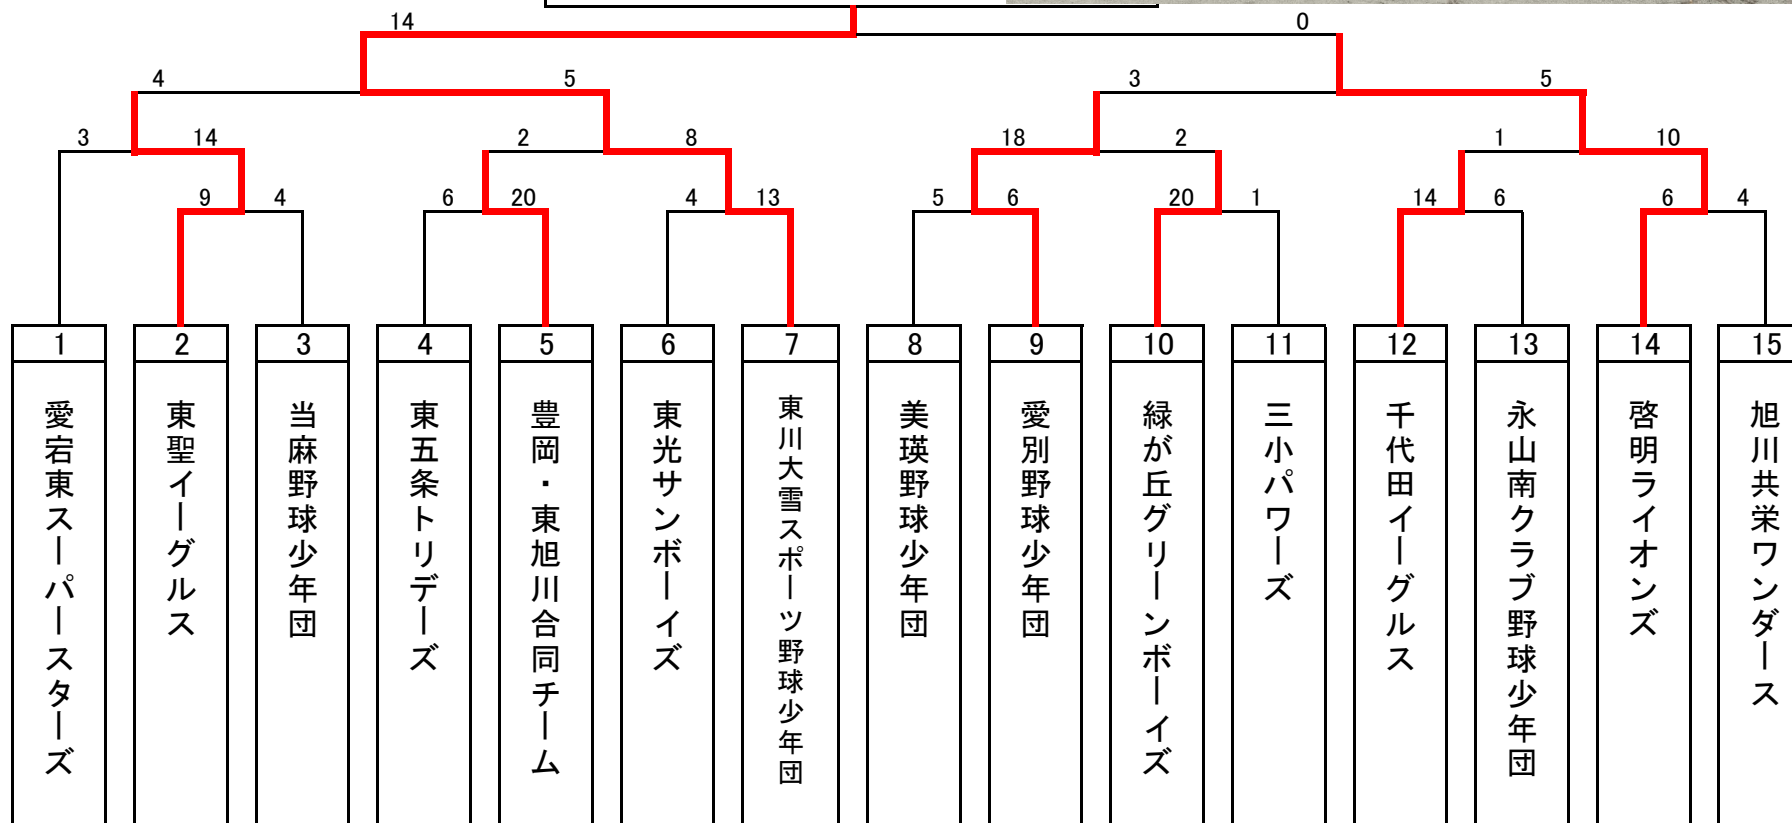 14 0
4 5 3 5
3 14 2 8 18 2 1 10
9 4 6 20 4 13 5 6 20 1 14 6 6 4
1 2 3 4 5 6 7 8 9 10 11 12 13 14 15
愛宕東スーパースターズ
東聖イーグルス
当麻野球少年団
東五条トリデーズ
豊岡・東旭川合同チーム
東光サンボーイズ
東川大雪スポーツ野球少年団
美瑛野球少年団
愛別野球少年団
緑が丘グリーンボーイズ
三小パワーズ
千代田イーグルス
永山南クラブ野球少年団
啓明ライオンズ
旭川共栄ワンダース